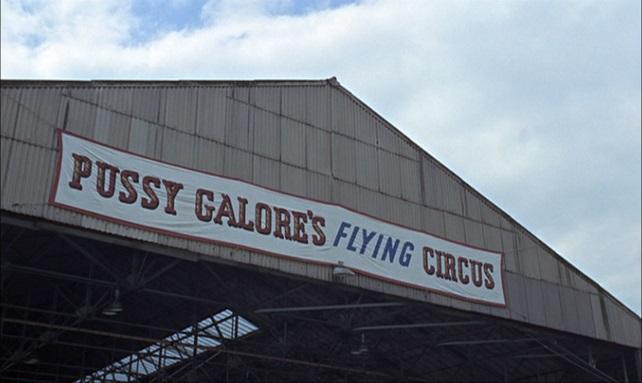 PUSSY GALORE'S FLYING CIRCUS